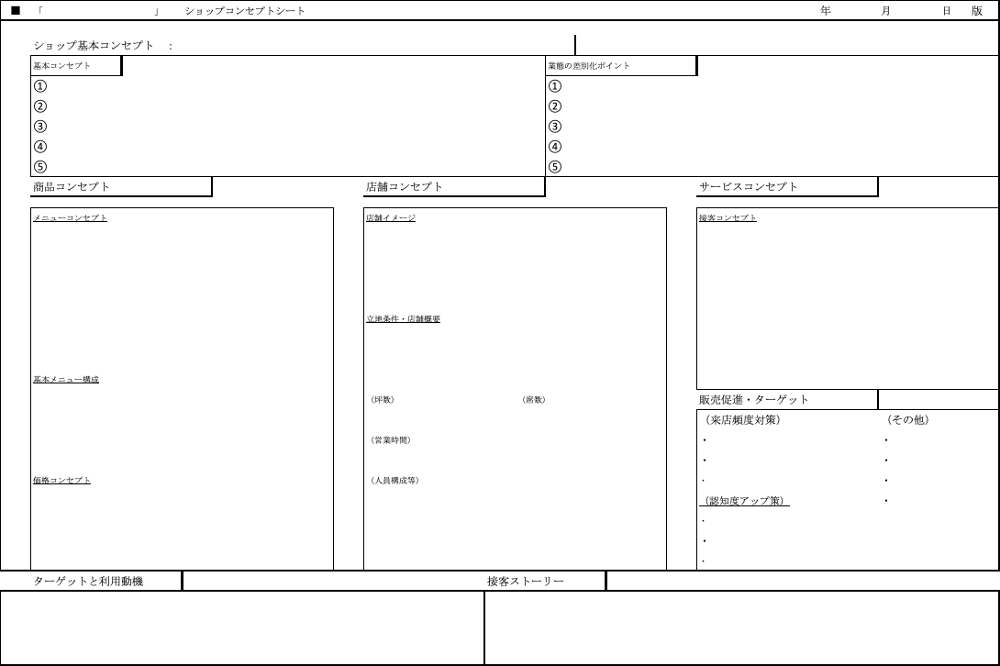 ■ 「　　　　　　　　　　」 ショップコンセプトシート 年 月 日 版
ショップ基本コンセプト ：
基本コンセプト
①
②
③
④
⑤
業態の差別化ポイント
①
②
③
④
⑤
商品コンセプト
メニューコンセプト
基本メニュー構成
価格コンセプト
店舗コンセプト
店舗イメージ
立地条件・店舗概要
（坪数） （席数）
（営業時間）
（人員構成等）
サービスコンセプト
接客コンセプト
販売促進・ターゲット
（来店頻度対策）
・
・
・
（認知度アップ策）
・
・
・
（その他）
・
・
・
・
ターゲットと利用動機
接客ストーリー